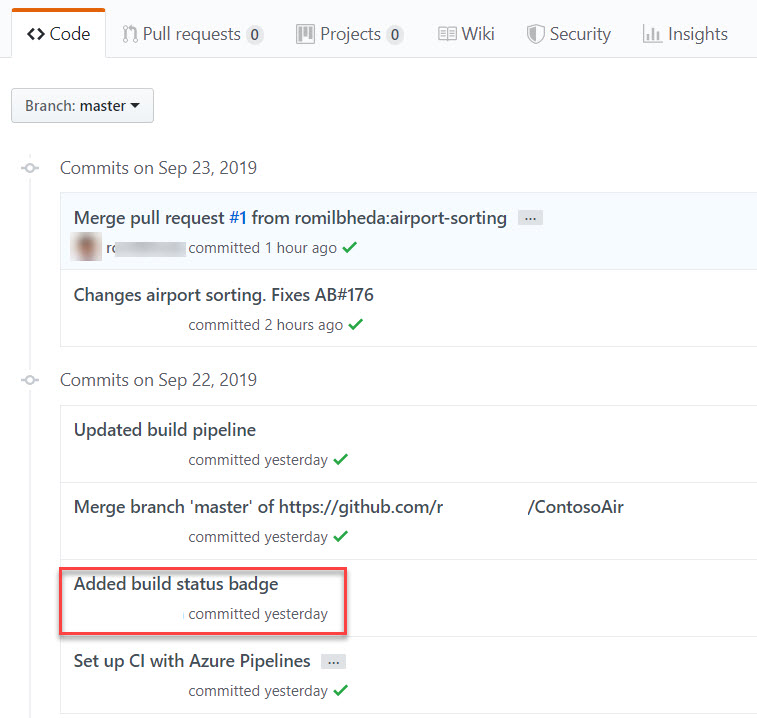 Code Pull requests 0 Projects 0 Wiki Security Insights
Branch: master
Commits on Sep 23, 2019
Merge pull request #1 from romilbheda:airport-sorting ...
committed 1 hour ago
Changes airport sorting. Fixes AB#176
committed 2 hours ago
Commits on Sep 22, 2019
Updated build pipeline
committed yesterday
Merge branch 'master' of https://github.com/r /ContosoAir
committed yesterday
Added build status badge
committed yesterday
Set up CI with Azure Pipelines ...
committed yesterday